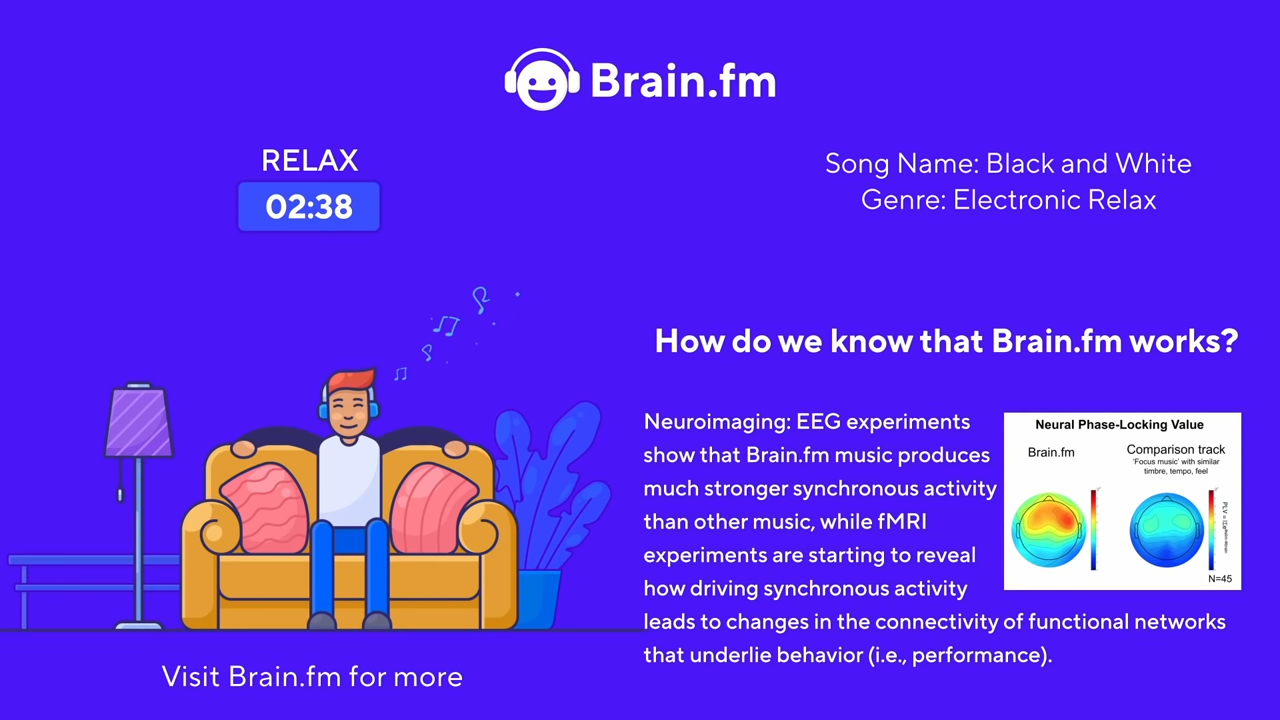 Brain.fm
RELAX
02:38
Song Name: Black and White
Genre: Electronic Relax
How do we know that Brain.fm works?
Neuroimaging: EEG experiments
show that Brain.fm music produces
much stronger synchronous activity
than other music, while fMRI
experiments are starting to reveal
how driving synchronous activity
leads to changes in the connectivity of functional networks
that underlie behavior (i.e., performance).
Neural Phase-Locking Value
Brain.fm
Comparison track
'Focus music' with similar
timbre, tempo, feel
N=45
Visit Brain.fm for more